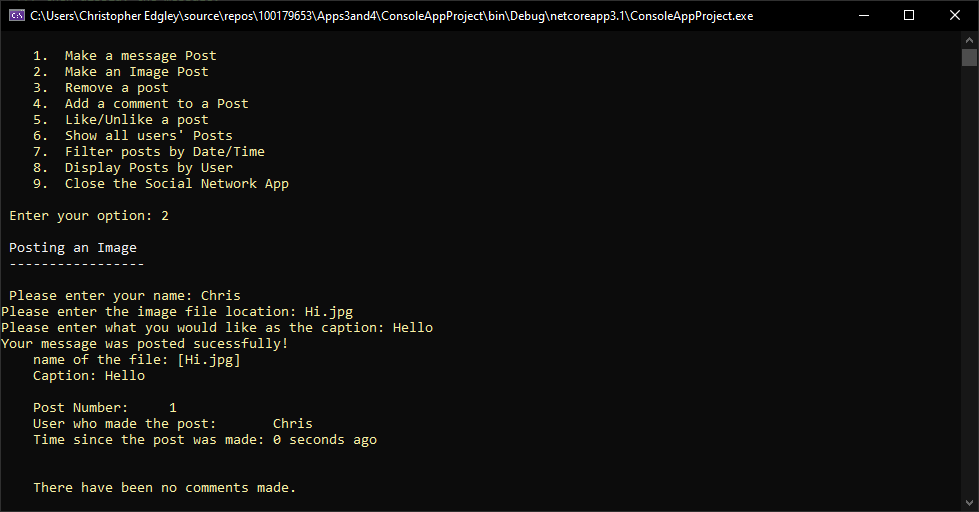 C:\Users\Christopher Edgley\source\repos\100179653\Apps3and4\ConsoleAppProject\bin\Debug\netcoreapp3.1\ConsoleAppProject.exe
1. Make a message Post
2. Make an Image Post
3. Remove a post
4. Add a comment to a Post
5. Like/Unlike a post
6. Show all users' Posts
7. Filter posts by Date/Time
8. Display Posts by User
9. Close the Social Network App
Enter your option: 2
Posting an Image
-----------------
Please enter your name: Chris
Please enter the image file location: Hi.jpg
Please enter what you would like as the caption: Hello
Your message was posted sucessfully!
name of the file: [Hi.jpg]
Caption: Hello
Post Number: 1
User who made the post: Chris
Time since the post was made: 0 seconds ago
There have been no comments made.